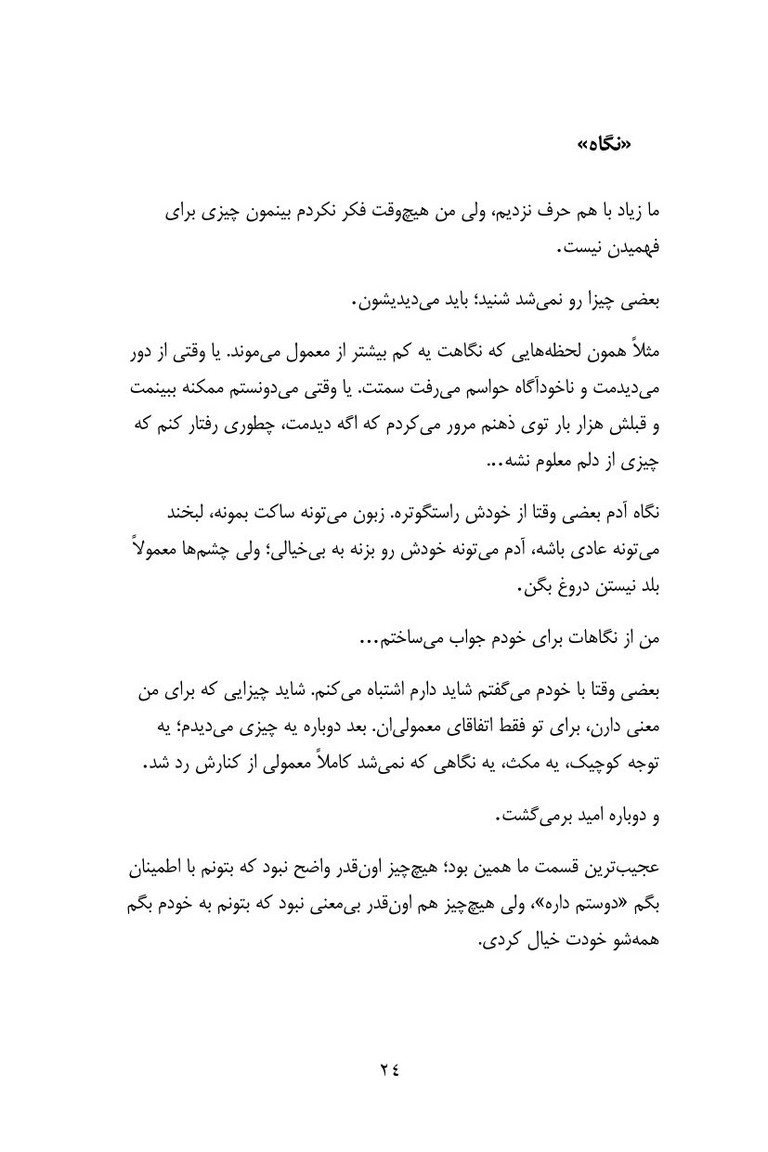 «نگاه»
ما زیاد با هم حرف نزدیم، ولی من هیچ‌وقت فکر نکردم بینمون چیزی برای
فهمیدن نیست.
بعضی چیزا رو نمی‌شد شنید؛ باید می‌دیدیشون.
مثلاً همون لحظه‌هایی که نگاهت یه کم بیشتر از معمول می‌موند. یا وقتی از دور
می‌دیدمت و ناخودآگاه حواسم می‌رفت سمتت. یا وقتی می‌دونستم ممکنه ببینمت
و قبلش هزار بار توی ذهنم مرور می‌کردم که اگه دیدمت، چطوری رفتار کنم که
چیزی از دلم معلوم نشه...
نگاه آدم بعضی وقتا از خودش راستگوتره. زبون می‌تونه ساکت بمونه، لبخند
می‌تونه عادی باشه، آدم می‌تونه خودش رو بزنه به بی‌خیالی؛ ولی چشم‌ها معمولاً
بلد نیستن دروغ بگن.
من از نگاهات برای خودم جواب می‌ساختم...
بعضی وقتا با خودم می‌گفتم شاید دارم اشتباه می‌کنم. شاید چیزایی که برای من
معنی دارن، برای تو فقط اتفاقای معمولی‌ان. بعد دوباره یه چیزی می‌دیدم؛ یه
توجه کوچیک، یه مکث، یه نگاهی که نمی‌شد کاملاً معمولی از کنارش رد شد.
و دوباره امید برمی‌گشت.
عجیب‌ترین قسمت ما همین بود؛ هیچ‌چیز اون‌قدر واضح نبود که بتونم با اطمینان
بگم «دوستم داره»، ولی هیچ‌چیز هم اون‌قدر بی‌معنی نبود که بتونم به خودم بگم
همه‌شو خودت خیال کردی.
٢٤